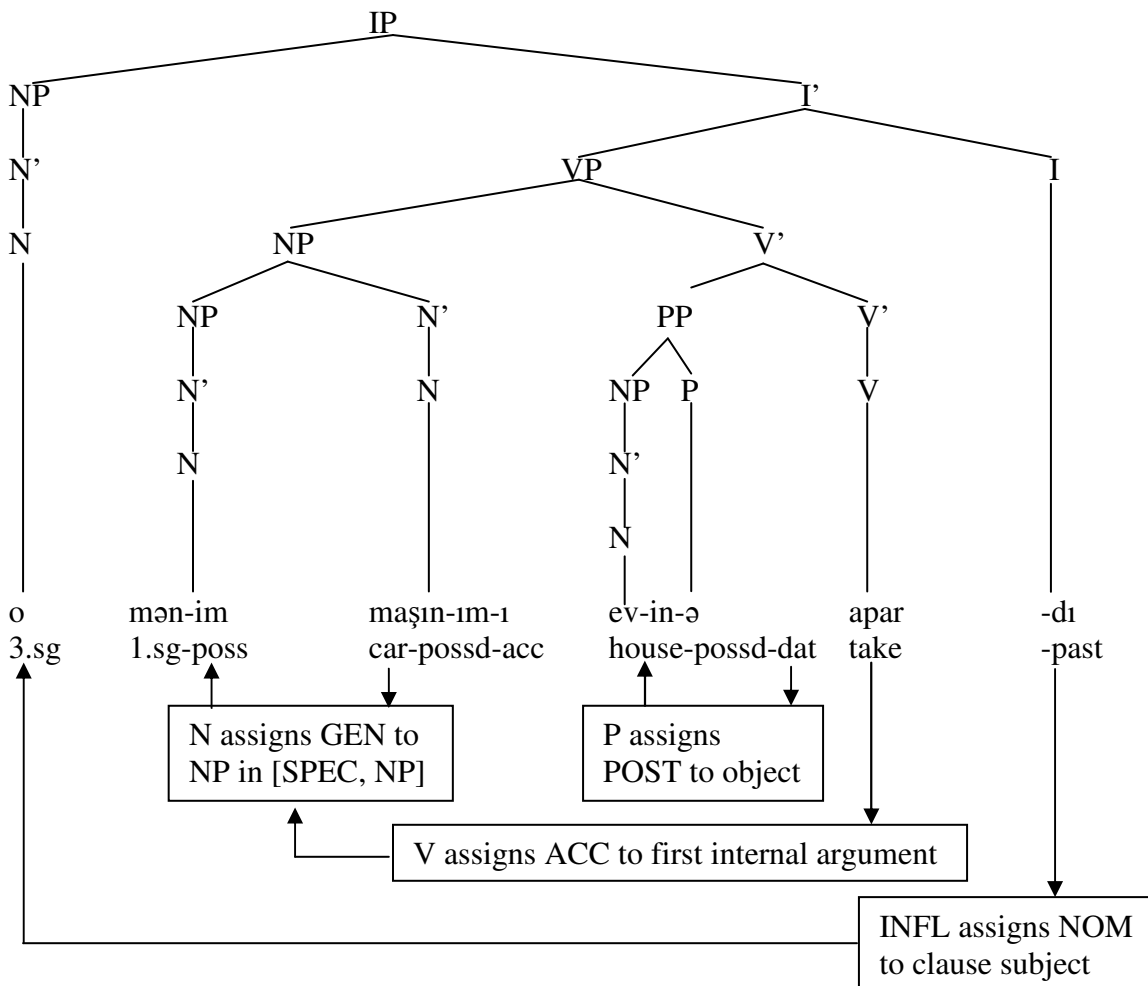 IP
NP I’
N’ VP I
N NP V’
NP N’ PP V’
N’ N NP P V
N N’
N
o mən-im maşın-ım-ı ev-in-ə apar -dı
3.sg 1.sg-poss car-possd-acc house-possd-dat take -past
N assigns GEN to
NP in [SPEC, NP]
P assigns
POST to object
V assigns ACC to first internal argument
INFL assigns NOM
to clause subject